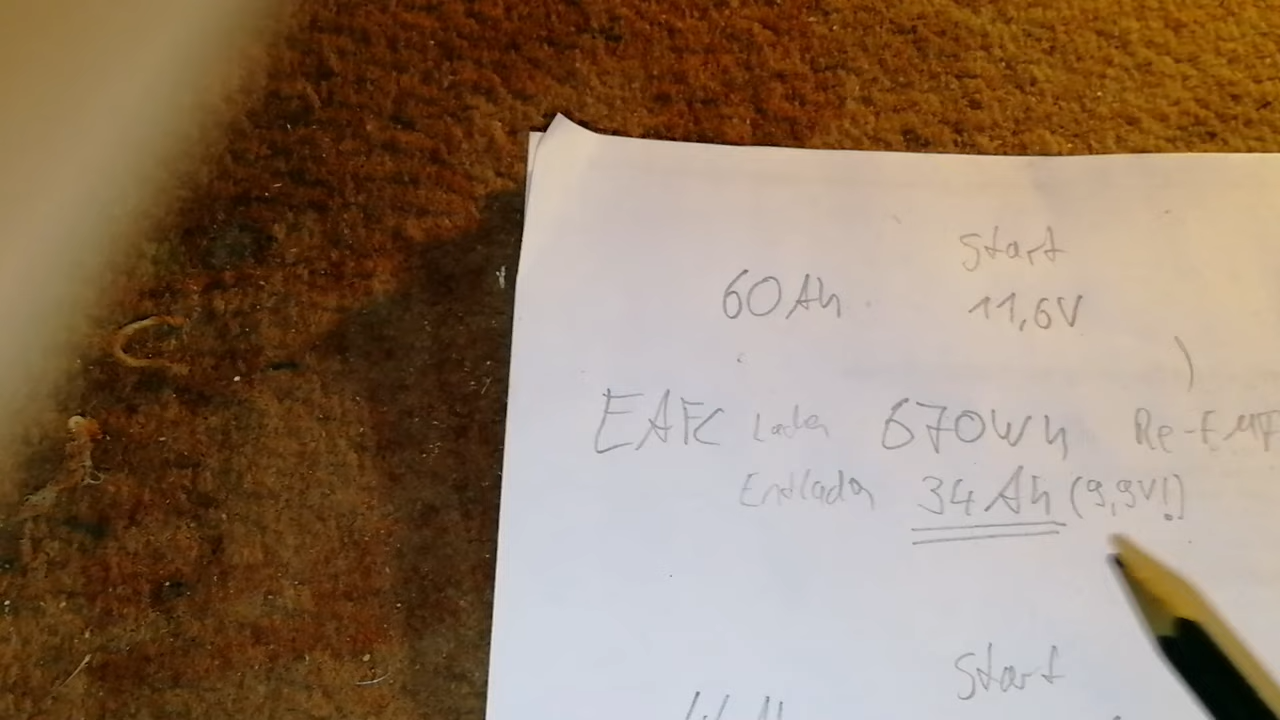 Start
60Ah 11,6V
EAFC Laden 670Wh Re-EMF
Entladen 34Ah (9,9V!)
Start